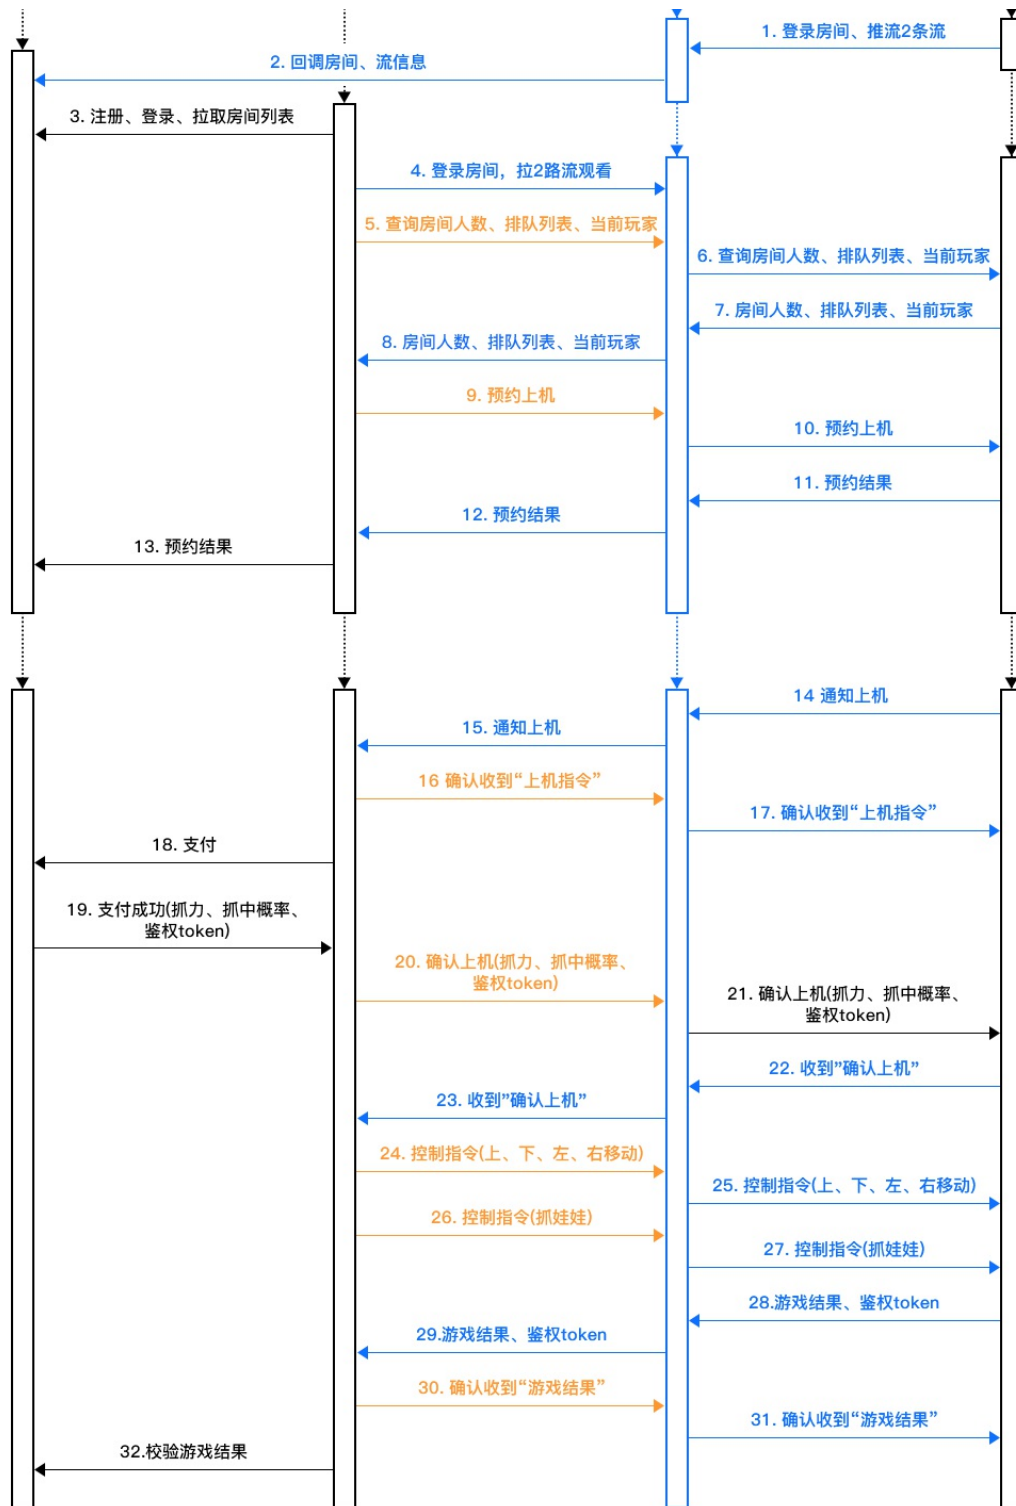 1. 登录房间、推流2条流
2. 回调房间、流信息
3. 注册、登录、拉取房间列表
4. 登录房间，拉2路流观看
5. 查询房间人数、排队列表、当前玩家
6. 查询房间人数、排队列表、当前玩家
7. 房间人数、排队列表、当前玩家
8. 房间人数、排队列表、当前玩家
9. 预约上机
10. 预约上机
11. 预约结果
12. 预约结果
13. 预约结果
14 通知上机
15. 通知上机
16 确认收到“上机指令”
17. 确认收到“上机指令”
18. 支付
19. 支付成功(抓力、抓中概率、
鉴权token)
20. 确认上机(抓力、抓中概率、
鉴权token)
21. 确认上机(抓力、抓中概率、
鉴权token)
22. 收到”确认上机”
23. 收到”确认上机”
24. 控制指令(上、下、左、右移动)
25. 控制指令(上、下、左、右移动)
26. 控制指令(抓娃娃)
27. 控制指令(抓娃娃)
28.游戏结果、鉴权token
29.游戏结果、鉴权token
30. 确认收到“游戏结果”
31. 确认收到“游戏结果”
32.校验游戏结果